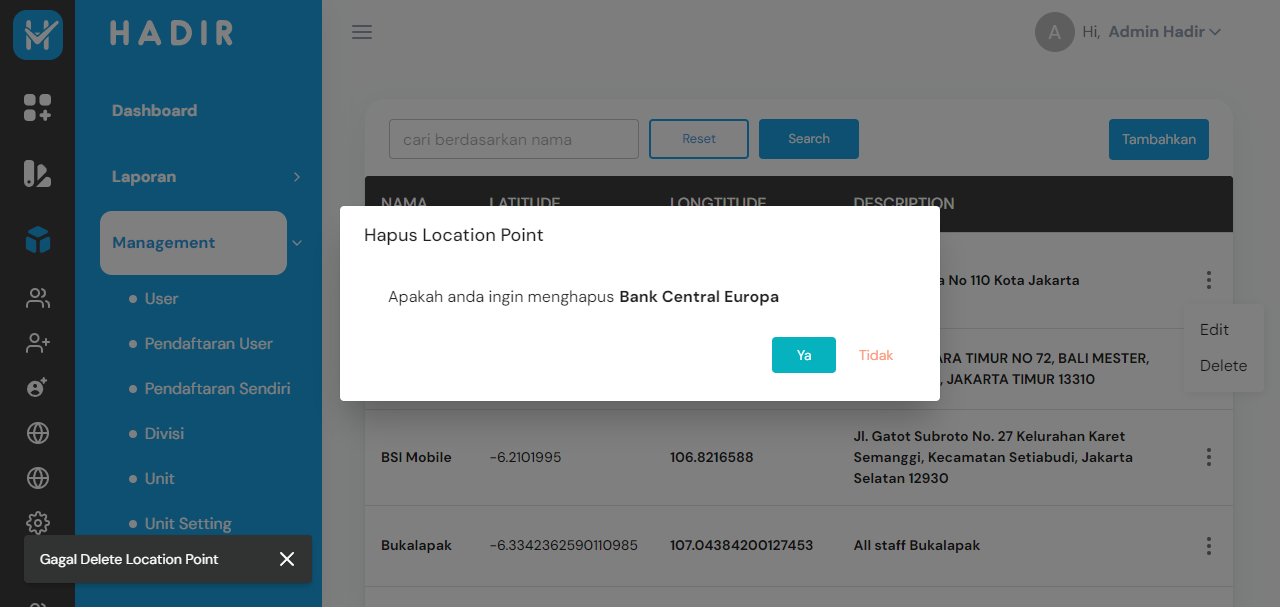 HADIR
A
Hi, Admin Hadir
Dashboard
Laporan
Management
User
Pendaftaran User
Pendaftaran Sendiri
Divisi
Unit
Unit Setting
cari berdasarkan nama
Reset
Search
Tambahkan
NAMA LATITUDE LONGTITUDE DESCRIPTION
Hapus Location Point
Apakah anda ingin menghapus Bank Central Europa
Ya
Tidak
No 110 Kota Jakarta
TIMUR NO 72, BALI MESTER,
JAKARTA TIMUR 13310
Edit
Delete
BSI Mobile
-6.2101995
106.8216588
Jl. Gatot Subroto No. 27 Kelurahan Karet
Semanggi, Kecamatan Setiabudi, Jakarta
Selatan 12930
Bukalapak
-6.3342362590110985
107.04384200127453
All staff Bukalapak
Gagal Delete Location Point